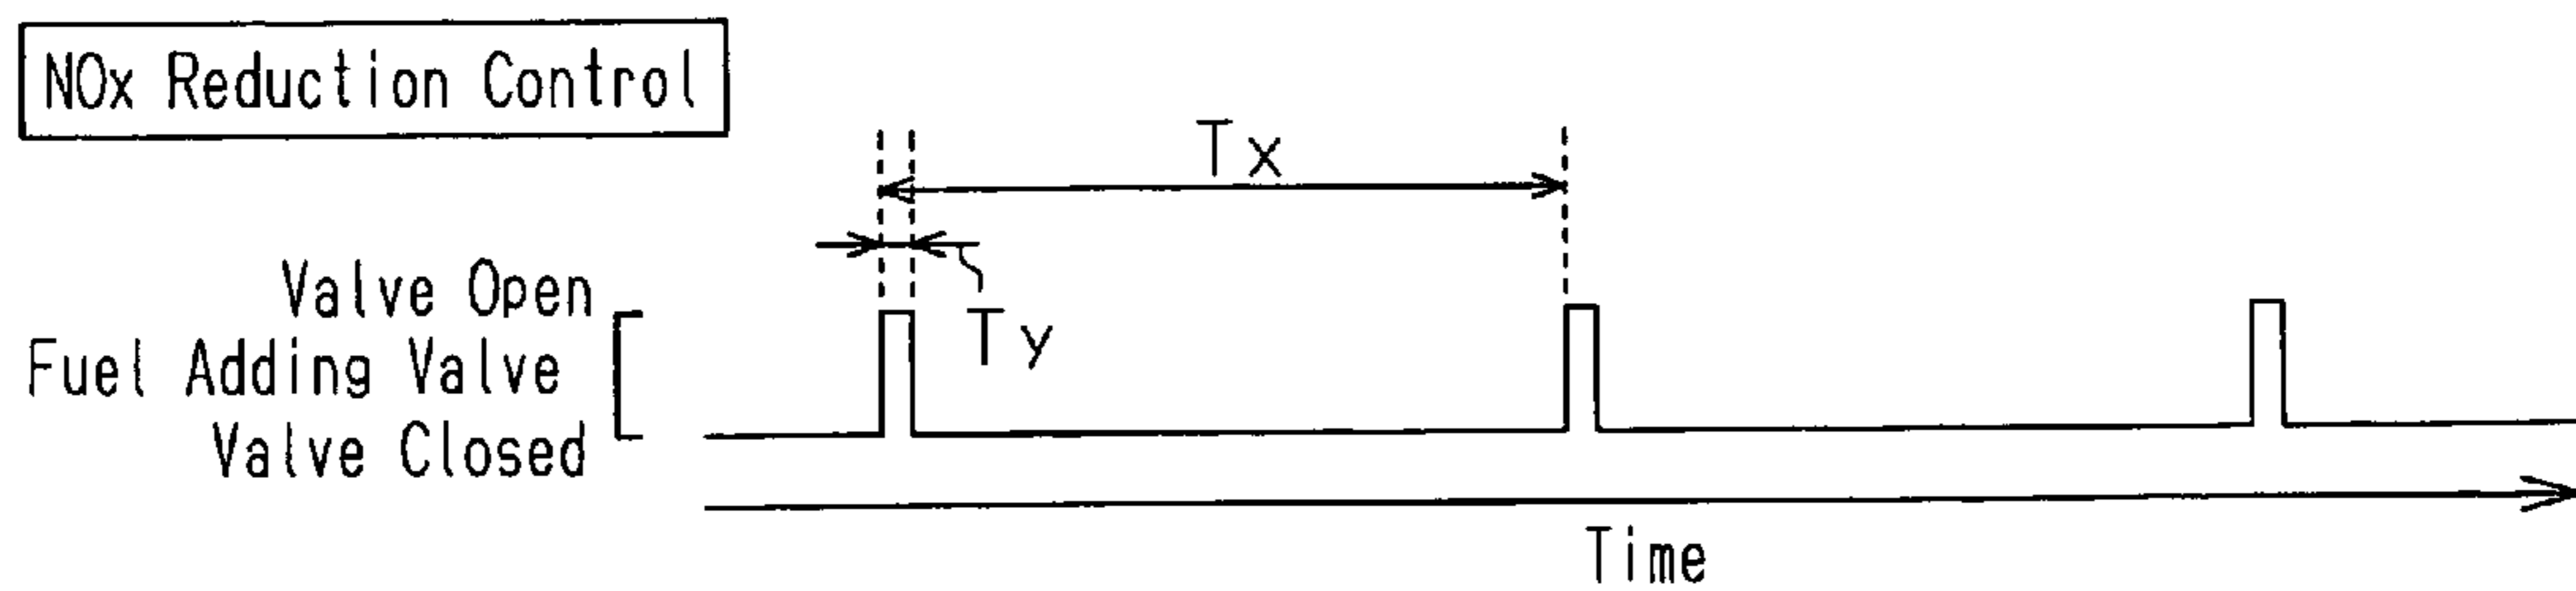 NOx Reduction Control
Tx
Valve Open
Ty
Fuel Adding Valve
Valve Closed
Time